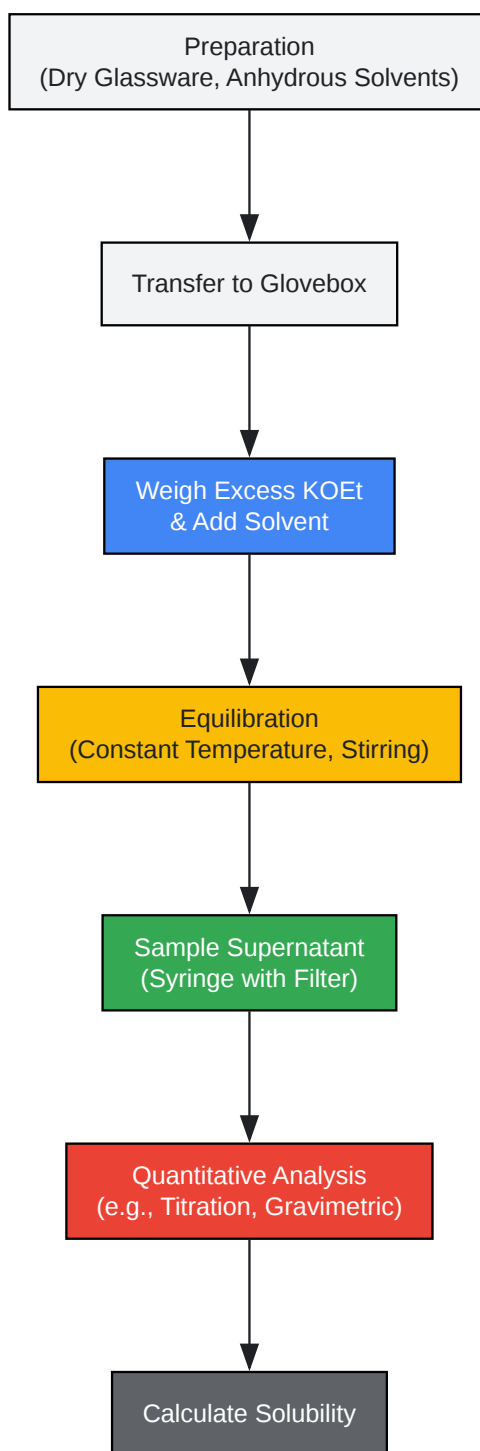 Preparation
(Dry Glassware, Anhydrous Solvents)
Transfer to Glovebox
Weigh Excess KOEt
& Add Solvent
Equilibration
(Constant Temperature, Stirring)
Sample Supernatant
(Syringe with Filter)
Quantitative Analysis
(e.g., Titration, Gravimetric)
Calculate Solubility